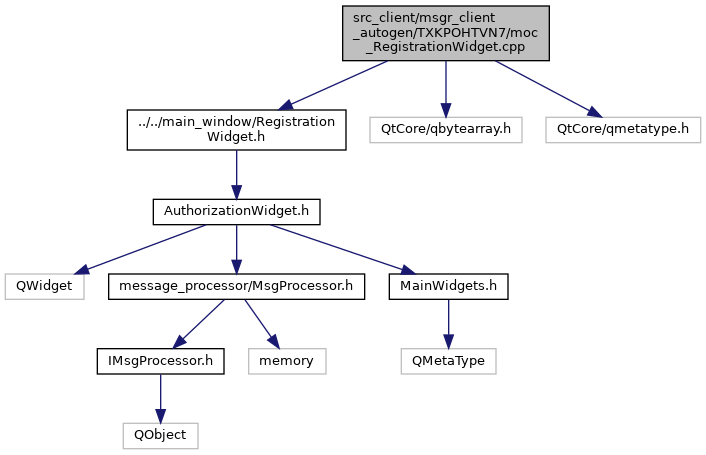 src_client/msgr_client
_autogen/TXKPOHTVN7/moc
_RegistrationWidget.cpp
../../main_window/Registration
Widget.h
QtCore/qbytearray.h
QtCore/qmetatype.h
AuthorizationWidget.h
QWidget
message_processor/MsgProcessor.h
MainWidgets.h
IMsgProcessor.h
memory
QMetaType
QObject